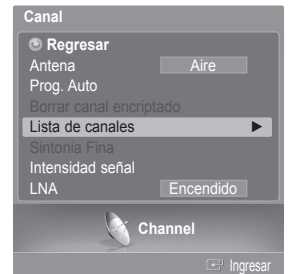 Canal
Regresar
Antena Aire
Prog. Auto
Borrar canal encriptado
Lista de canales
Sintonia Fina
Intensidad señal
LNA Encendido
Channel
Ingresar